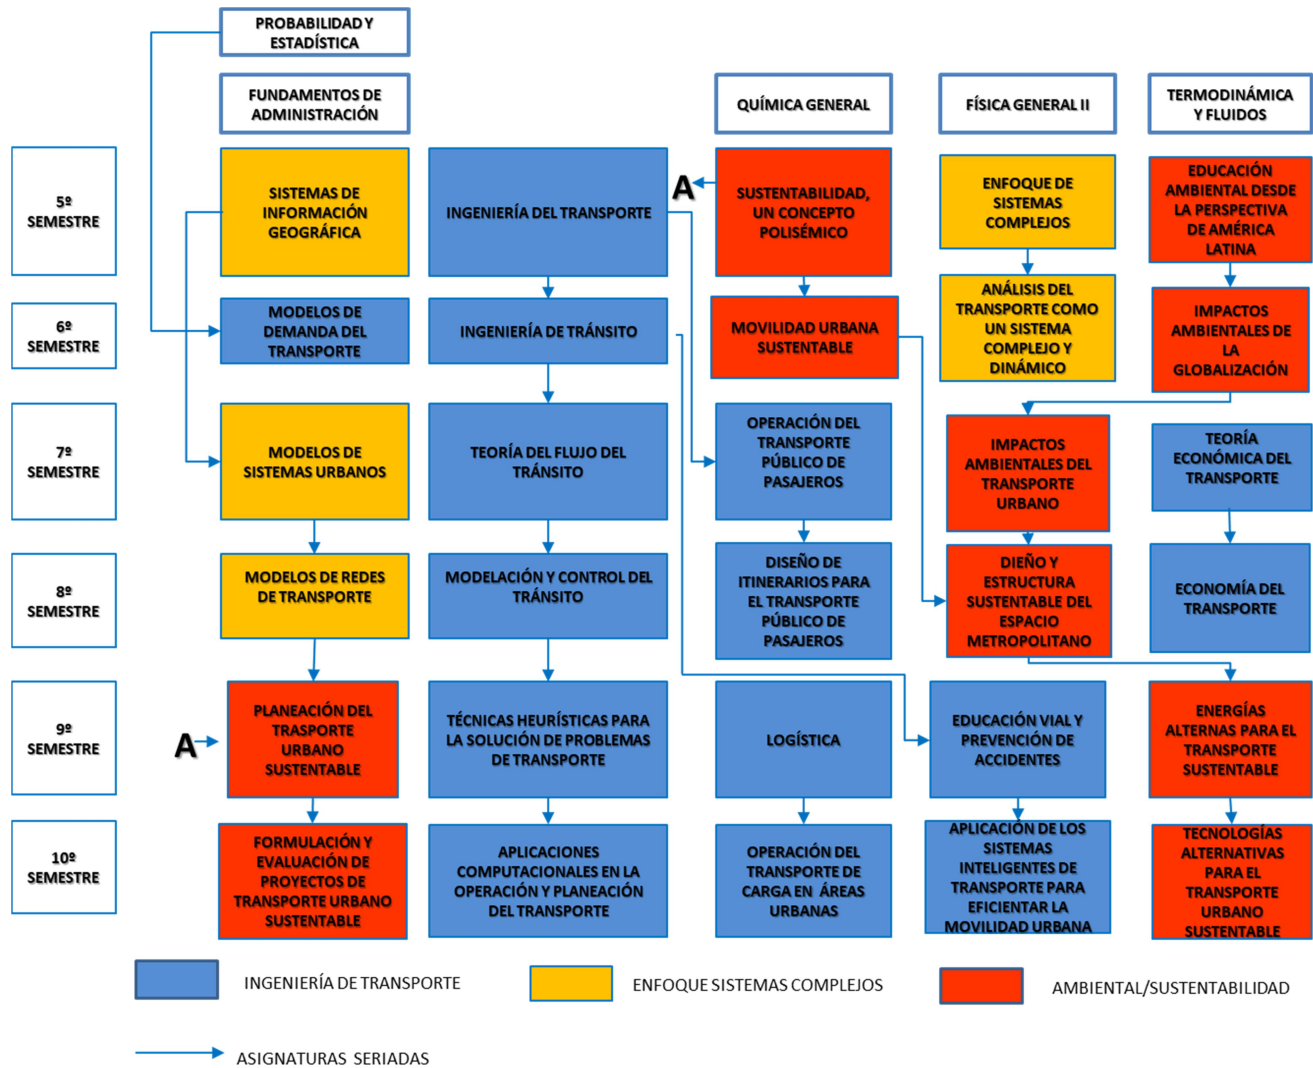 PROBABILIDAD Y
ESTADÍSTICA
FUNDAMENTOS DE
ADMINISTRACIÓN
QUÍMICA GENERAL
FÍSICA GENERAL II
TERMODINÁMICA
Y FLUIDOS
5º
SEMESTRE
SISTEMAS DE
INFORMACIÓN
GEOGRÁFICA
INGENIERÍA DEL TRANSPORTE
A
SUSTENTABILIDAD,
UN CONCEPTO
POLISÉMICO
ENFOQUE DE
SISTEMAS
COMPLEJOS
EDUCACIÓN
AMBIENTAL DESDE
LA PERSPECTIVA
DE AMÉRICA
LATINA
6º
SEMESTRE
MODELOS DE
DEMANDA DEL
TRANSPORTE
INGENIERÍA DE TRÁNSITO
MOVILIDAD URBANA
SUSTENTABLE
ANÁLISIS DEL
TRANSPORTE COMO
UN SISTEMA
COMPLEJO Y
DINÁMICO
IMPACTOS
AMBIENTALES DE
LA
GLOBALIZACIÓN
7º
SEMESTRE
MODELOS DE
SISTEMAS URBANOS
TEORÍA DEL FLUJO DEL
TRÁNSITO
OPERACIÓN DEL
TRANSPORTE
PÚBLICO DE
PASAJEROS
IMPACTOS
AMBIENTALES DEL
TRANSPORTE
URBANO
TEORÍA
ECONÓMICA DEL
TRANSPORTE
8º
SEMESTRE
MODELOS DE REDES
DE TRANSPORTE
MODELACIÓN Y CONTROL DEL
TRÁNSITO
DISEÑO DE
ITINERARIOS PARA
EL TRANSPORTE
PÚBLICO DE
PASAJEROS
DIEÑO Y
ESTRUCTURA
SUSTENTABLE DEL
ESPACIO
METROPOLITANO
ECONOMÍA DEL
TRANSPORTE
9º
SEMESTRE
A
PLANEACIÓN DEL
TRASPORTE
URBANO
SUSTENTABLE
TÉCNICAS HEURÍSTICAS PARA
LA SOLUCIÓN DE PROBLEMAS
DE TRANSPORTE
LOGÍSTICA
EDUCACIÓN VIAL Y
PREVENCIÓN DE
ACCIDENTES
ENERGÍAS
ALTERNAS PARA EL
TRANSPORTE
SUSTENTABLE
10º
SEMESTRE
FORMULACIÓN Y
EVALUACIÓN DE
PROYECTOS DE
TRANSPORTE URBANO
SUSTENTABLE
APLICACIONES
COMPUTACIONALES EN LA
OPERACIÓN Y PLANEACIÓN
DEL TRANSPORTE
OPERACIÓN DEL
TRANSPORTE DE
CARGA EN ÁREAS
URBANAS
APLICACIÓN DE LOS
SISTEMAS
INTELIGENTES DE
TRANSPORTE PARA
EFICIENTAR LA
MOVILIDAD URBANA
TECNOLOGÍAS
ALTERNATIVAS
PARA EL
TRANSPORTE
URBANO
SUSTENTABLE
INGENIERÍA DE TRANSPORTE
ENFOQUE SISTEMAS COMPLEJOS
AMBIENTAL/SUSTENTABILIDAD
ASIGNATURAS SERIADAS